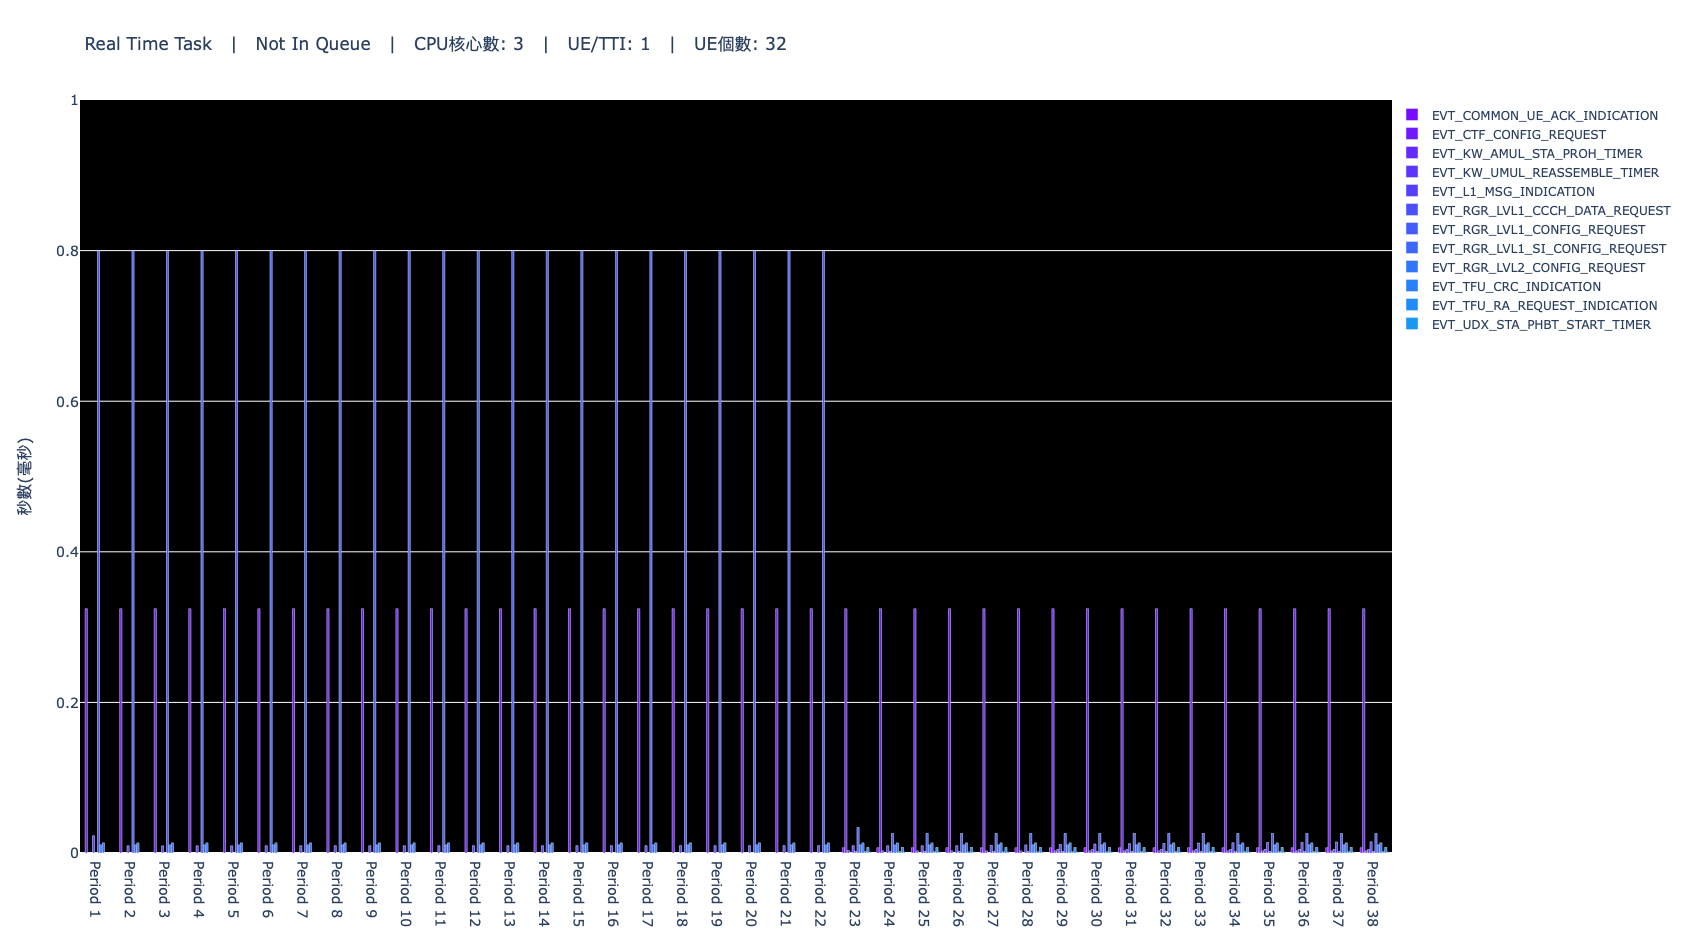 Real Time Task | Not In Queue | CPU核心數: 3 | UE/TTI: 1 | UE個數: 32
1
0.8
0.6
0.4
0.2
0
秒數(毫秒)
Period 1
Period 2
Period 3
Period 4
Period 5
Period 6
Period 7
Period 8
Period 9
Period 10
Period 11
Period 12
Period 13
Period 14
Period 15
Period 16
Period 17
Period 18
Period 19
Period 20
Period 21
Period 22
Period 23
Period 24
Period 25
Period 26
Period 27
Period 28
Period 29
Period 30
Period 31
Period 32
Period 33
Period 34
Period 35
Period 36
Period 37
Period 38
EVT_COMMON_UE_ACK_INDICATION
EVT_CTF_CONFIG_REQUEST
EVT_KW_AMUL_STA_PROH_TIMER
EVT_KW_UMUL_REASSEMBLE_TIMER
EVT_L1_MSG_INDICATION
EVT_RGR_LVL1_CCCH_DATA_REQUEST
EVT_RGR_LVL1_CONFIG_REQUEST
EVT_RGR_LVL1_SI_CONFIG_REQUEST
EVT_RGR_LVL2_CONFIG_REQUEST
EVT_TFU_CRC_INDICATION
EVT_TFU_RA_REQUEST_INDICATION
EVT_UDX_STA_PHBT_START_TIMER